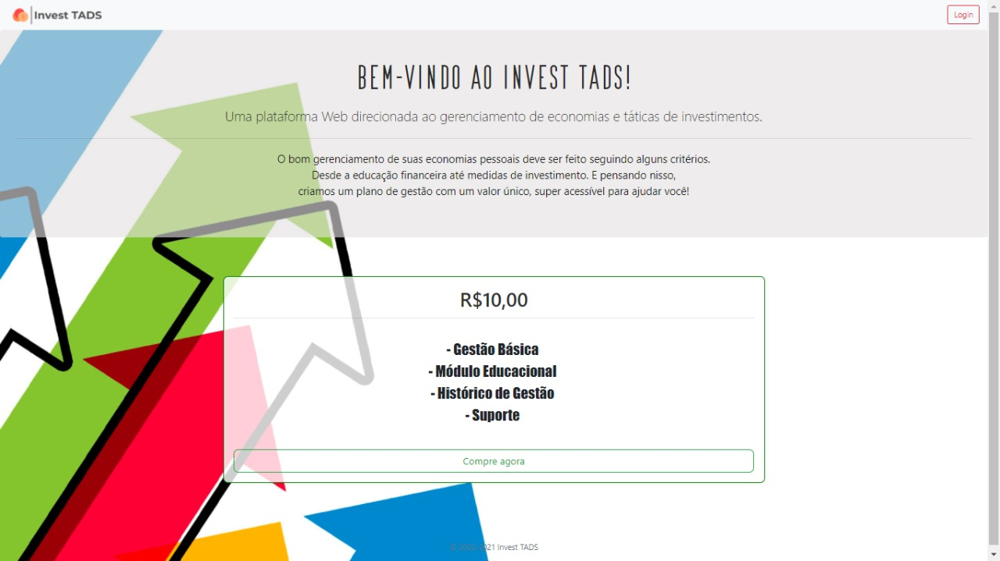 Invest TADS
Login
BEM-VINDO AO INVEST TADS!
Uma plataforma Web direcionada ao gerenciamento de economias e táticas de investimentos.
O bom gerenciamento de suas economias pessoais deve ser feito seguindo alguns critérios.
Desde a educação financeira até medidas de investimento. E pensando nisso,
criamos um plano de gestão com um valor único, super acessível para ajudar você!
R$10,00
- Gestão Básica
- Módulo Educacional
- Histórico de Gestão
- Suporte
Compre agora
© 2020-2021 Invest TADS